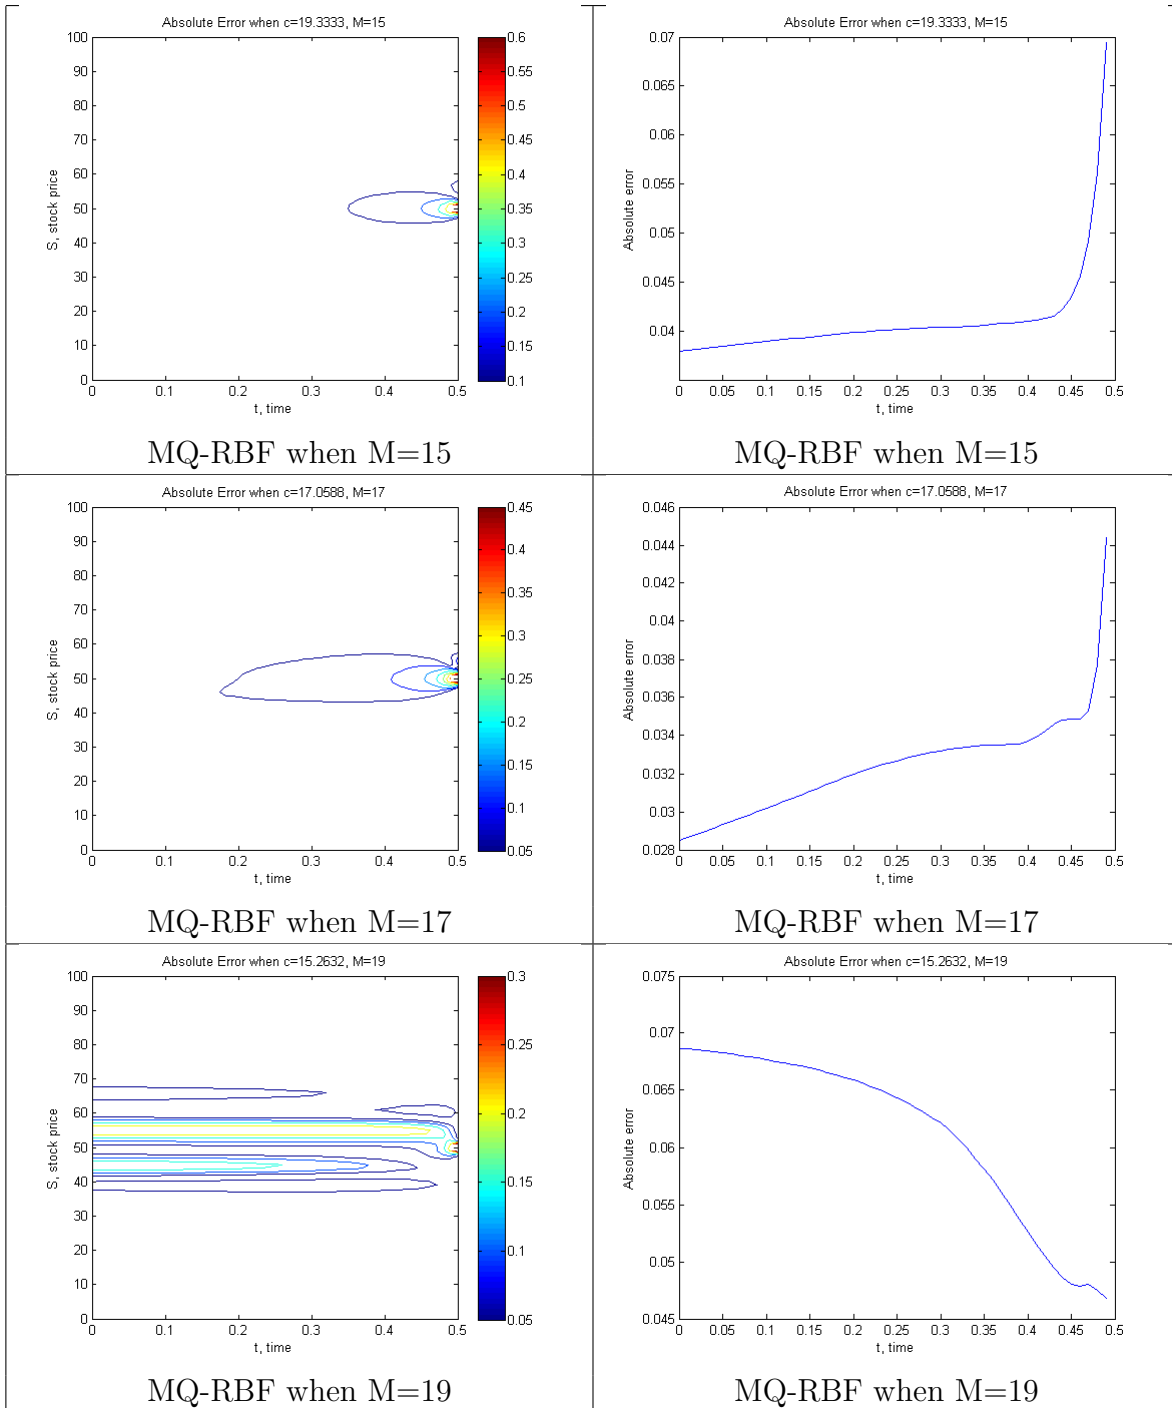 Absolute Error when c=19.3333, M=15
100
90
80
70
60
50
40
30
20
10
0
S, stock price
0 0.1 0.2 0.3 0.4 0.5
t, time
0.6
0.55
0.5
0.45
0.4
0.35
0.3
0.25
0.2
0.15
0.1
MQ-RBF when M=15
Absolute Error when c=19.3333, M=15
0.07
0.065
0.06
0.055
0.05
0.045
0.04
Absolute error
0 0.05 0.1 0.15 0.2 0.25 0.3 0.35 0.4 0.45 0.5
t, time
MQ-RBF when M=15
Absolute Error when c=17.0588, M=17
100
90
80
70
60
50
40
30
20
10
0
S, stock price
0 0.1 0.2 0.3 0.4 0.5
t, time
0.45
0.4
0.35
0.3
0.25
0.2
0.15
0.1
0.05
MQ-RBF when M=17
Absolute Error when c=17.0588, M=17
0.046
0.044
0.042
0.04
0.038
0.036
0.034
0.032
0.03
0.028
Absolute error
0 0.05 0.1 0.15 0.2 0.25 0.3 0.35 0.4 0.45 0.5
t, time
MQ-RBF when M=17
Absolute Error when c=15.2632, M=19
100
90
80
70
60
50
40
30
20
10
0
S, stock price
0 0.1 0.2 0.3 0.4 0.5
t, time
0.3
0.25
0.2
0.15
0.1
0.05
MQ-RBF when M=19
Absolute Error when c=15.2632, M=19
0.075
0.07
0.065
0.06
0.055
0.05
0.045
Absolute error
0 0.05 0.1 0.15 0.2 0.25 0.3 0.35 0.4 0.45 0.5
t, time
MQ-RBF when M=19